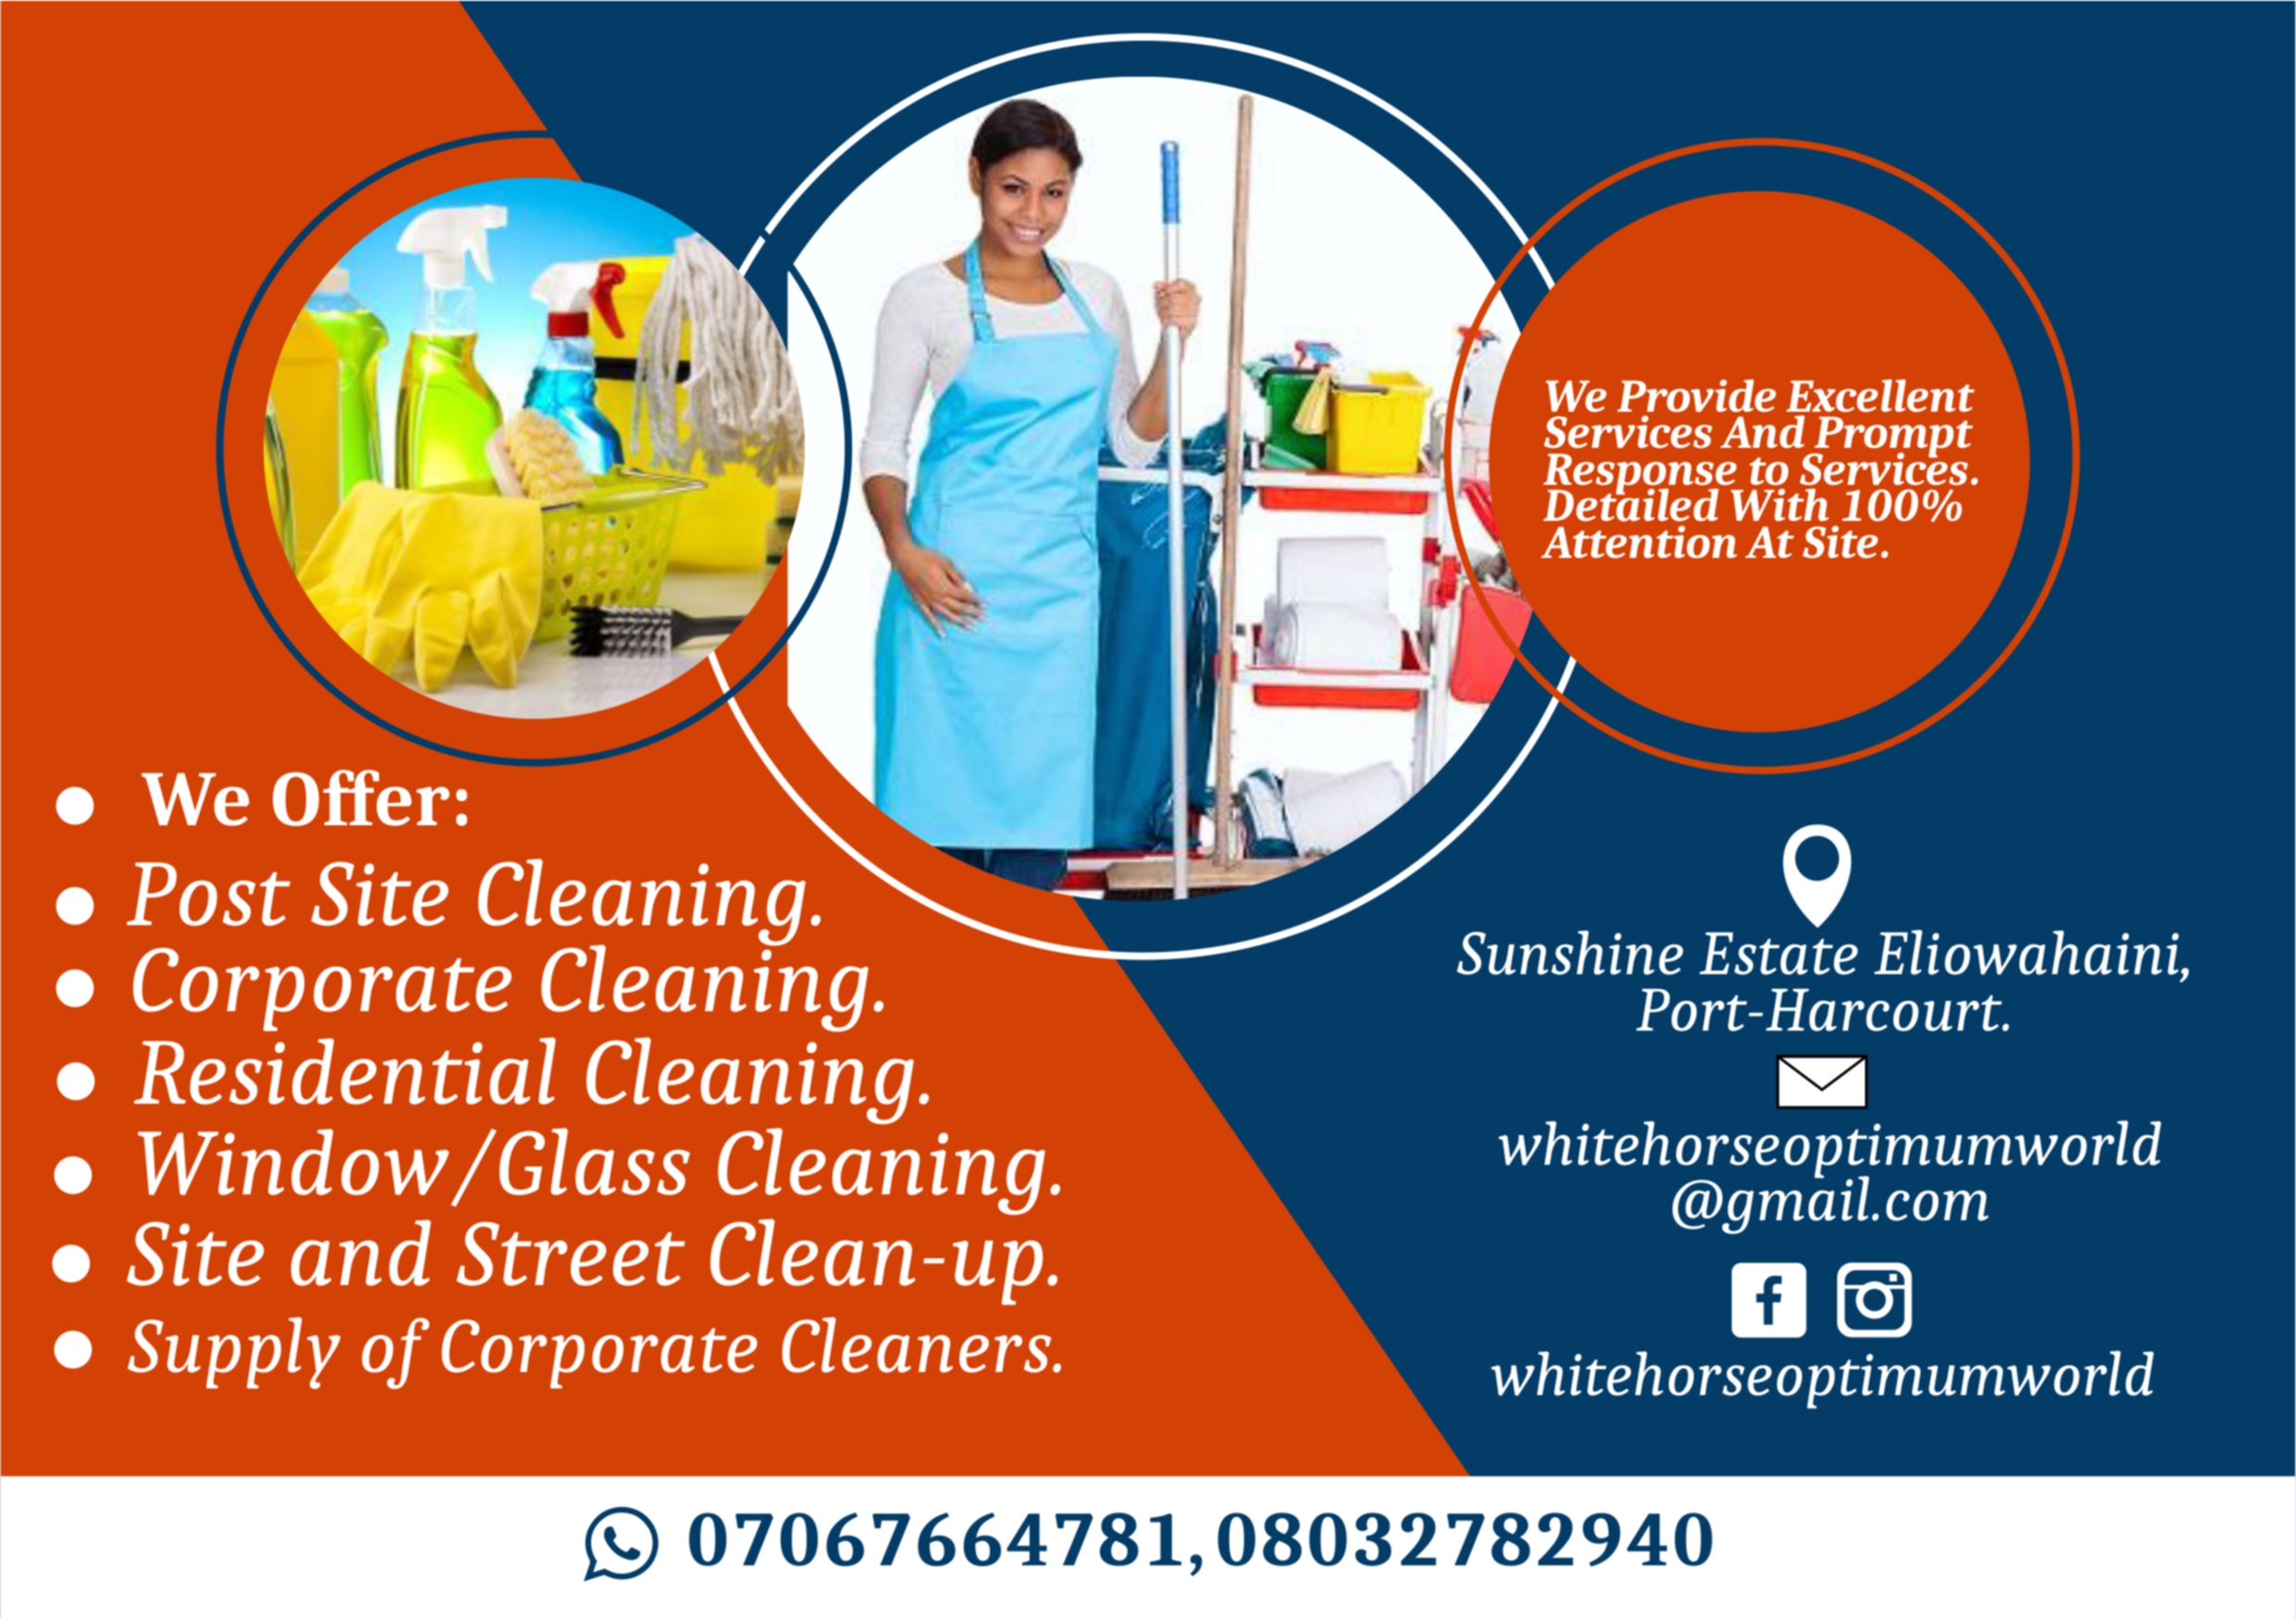 We Provide Excellent
Services And Prompt
Response to Services.
Detailed With 100%
Attention At Site.
We Offer:
Post Site Cleaning.
Corporate Cleaning.
Residential Cleaning.
Window/Glass Cleaning.
Site and Street Clean-up.
Supply of Corporate Cleaners.
Sunshine Estate Eliowahaini,
Port-Harcourt.
whitehorseoptimumworld
@gmail.com
whitehorseoptimumworld
07067664781, 08032782940